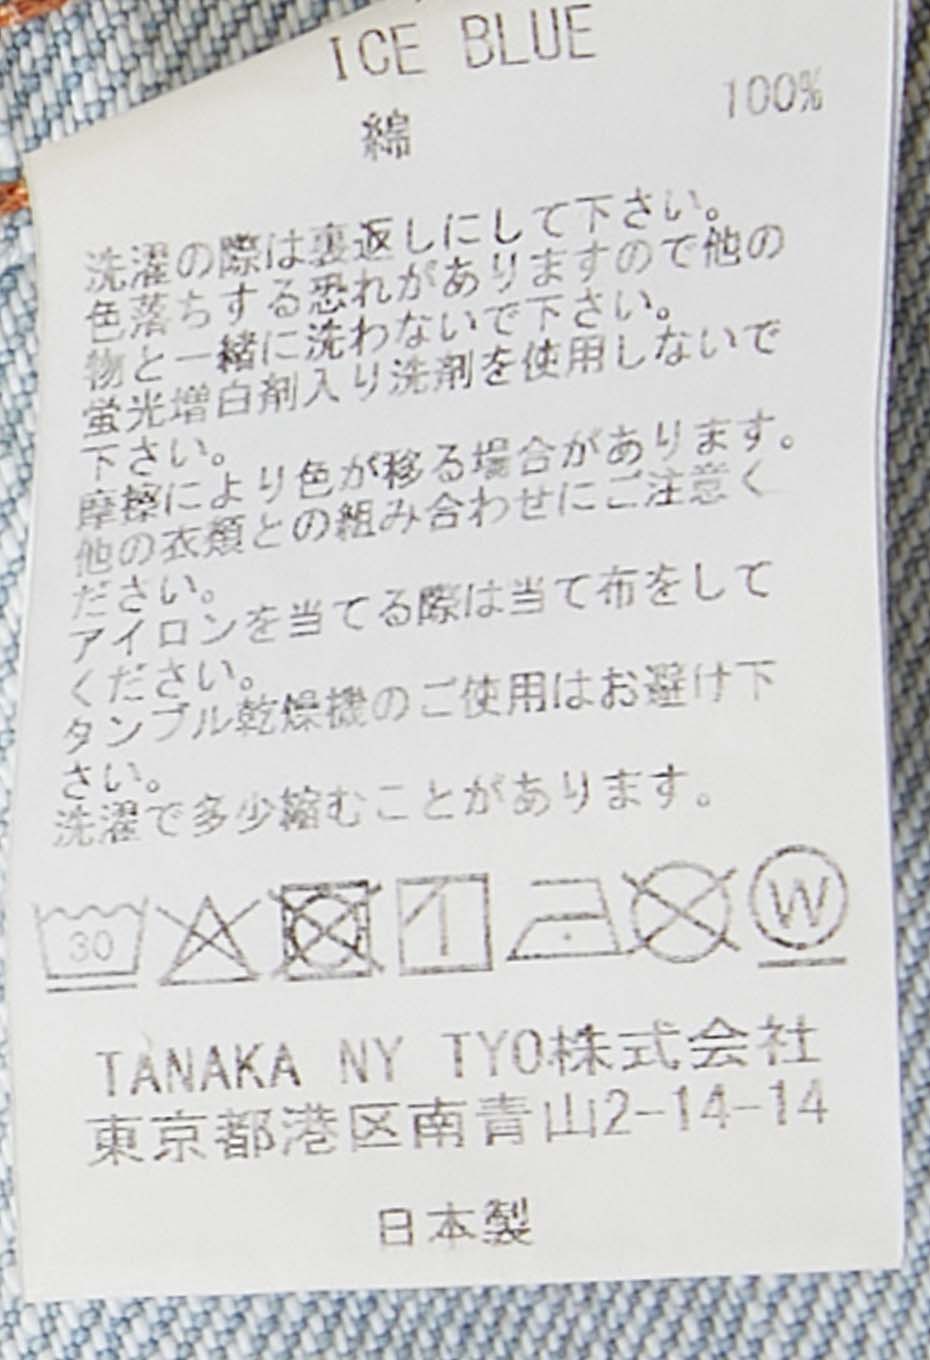 ICE BLUE
綿 100%
洗濯の際は裏返しにして下さい。
色落ちする恐れがありますので他の
物と一緒に洗わないで下さい。
蛍光増白剤入り洗剤を使用しないで
下さい。
摩擦により色が移る場合があります。
他の衣類との組み合わせにご注意く
ださい。
アイロンを当てる際は当て布をして
ください。
タンブル乾燥機のご使用はお避け下
さい。
洗濯で多少縮むことがあります。
30 W
TANAKA NY TYO株式会社
東京都港区南青山2-14-14
日本製